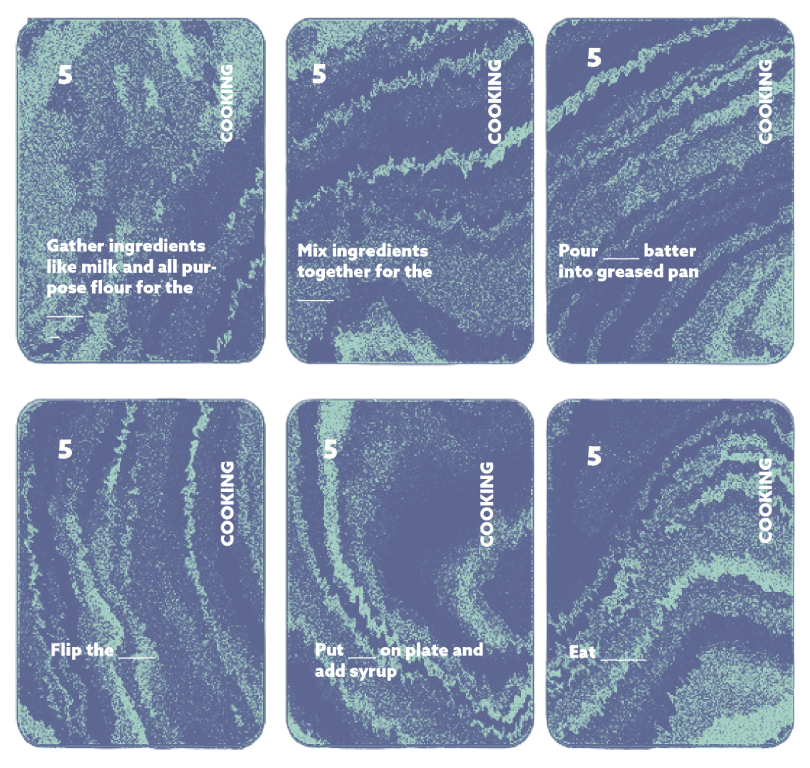 5
COOKING
Gather ingredients
like milk and all pur-
pose flour for the
____
_
5
COOKING
Mix ingredients
together for the
____
5
COOKING
Pour ____ batter
into greased pan
5
COOKING
Flip the ____
5
COOKING
Put ___ on plate and
add syrup
5
COOKING
Eat _____